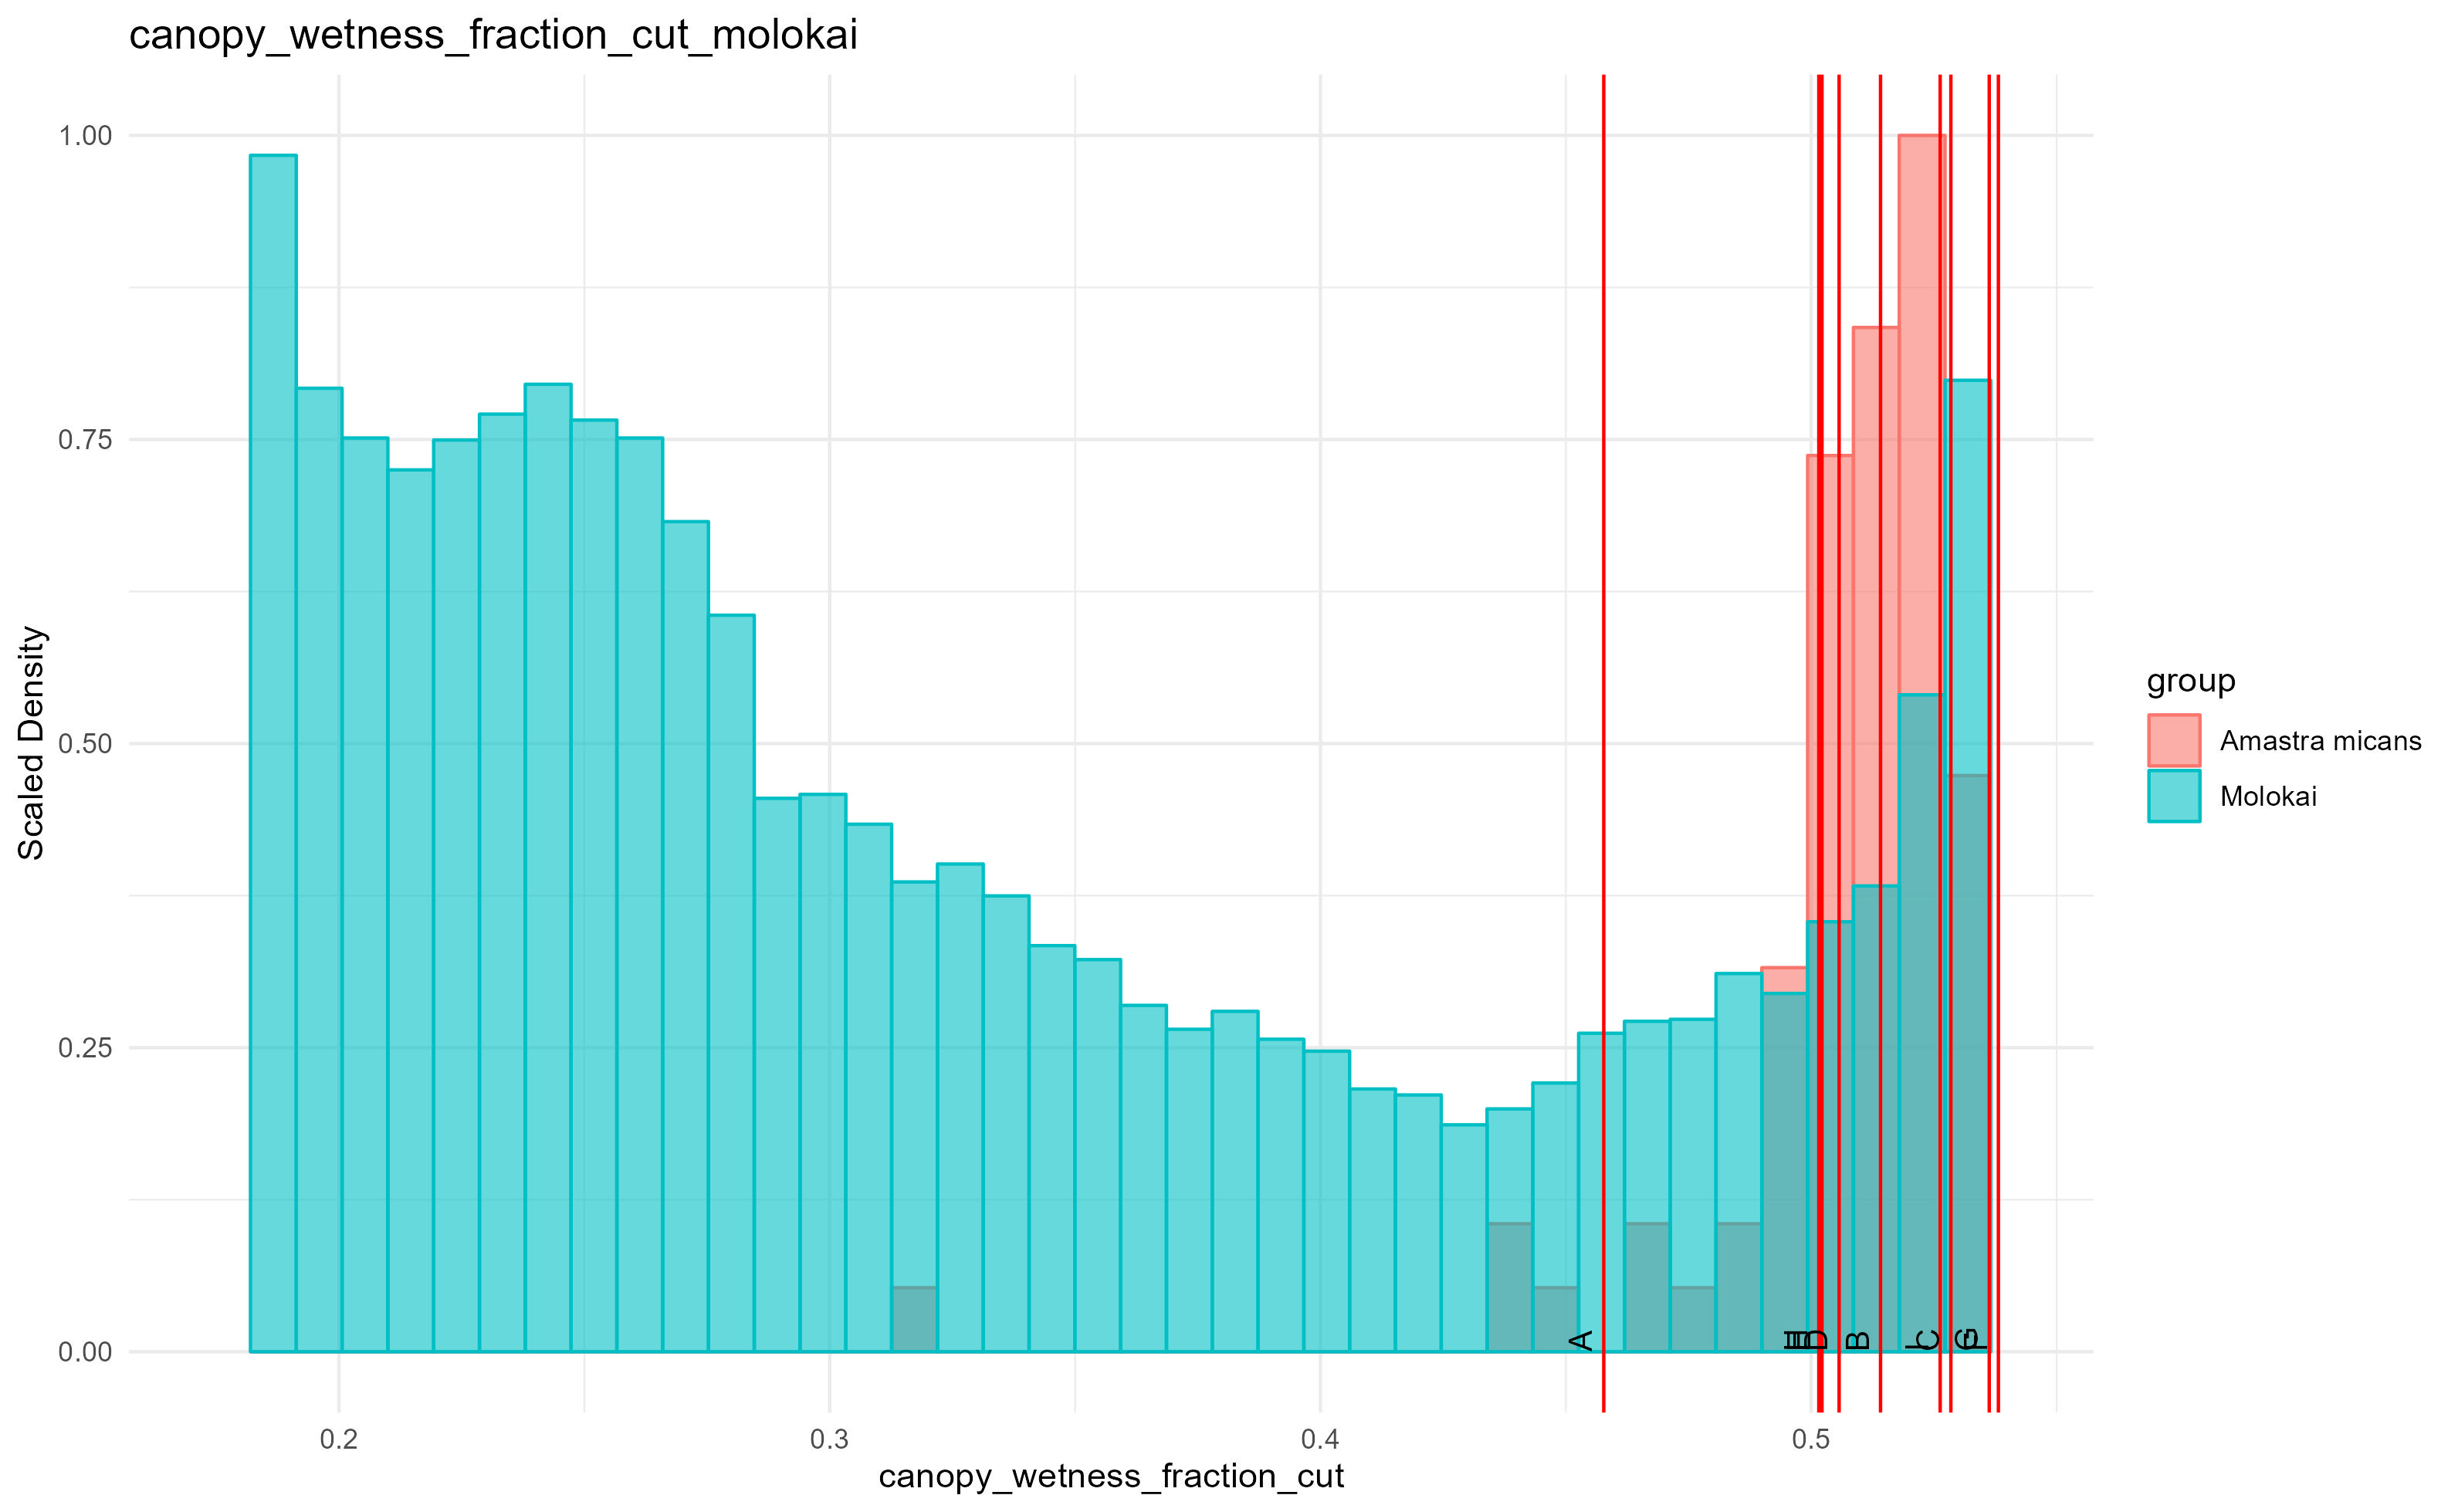 canopy_wetness_fraction_cut_molokai
Scaled Density
1.00
0.75
0.50
0.25
0.00
A
D
B
C
0.2
0.3
0.4
0.5
canopy_wetness_fraction_cut
group
Amastra micans
Molokai